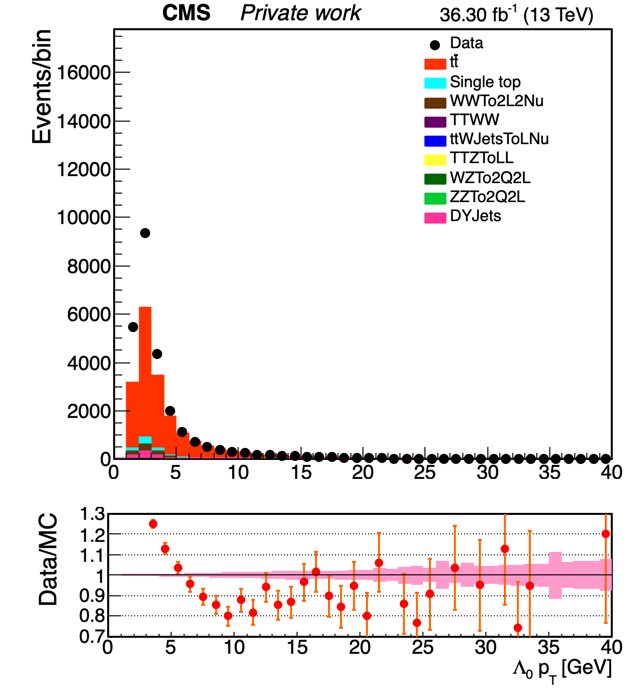 CMS Private work 36.30 fb⁻¹ (13 TeV)
Events/bin
16000
14000
12000
10000
8000
6000
4000
2000
0
Data
tt̄
Single top
WWTo2L2Nu
TTWW
ttWJetsToLNu
TTZToLL
WZTo2Q2L
ZZTo2Q2L
DYJets
0 5 10 15 20 25 30 35 40
Data/MC
1.3
1.2
1.1
1
0.9
0.8
0.7
0 5 10 15 20 25 30 35 40
Λ₀ p_T [GeV]